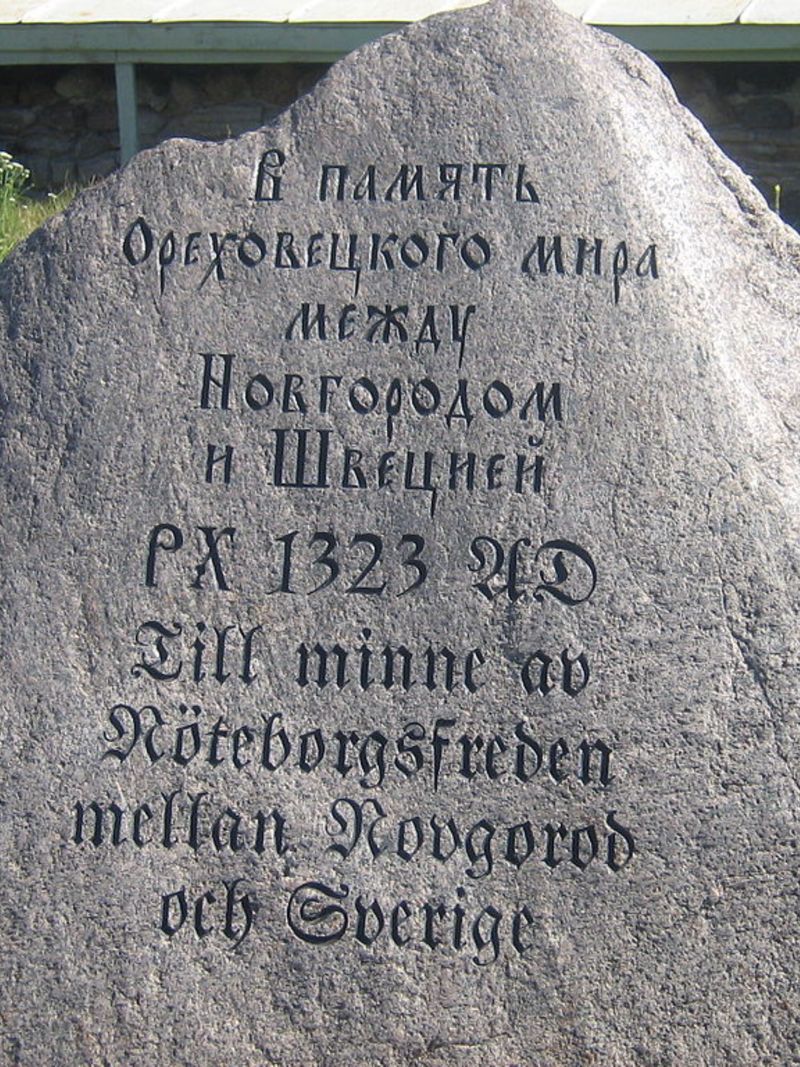 В память
Ореховецкого мира
между
Новгородом
и Швецией
РХ 1323 AD
Till minne av
Nöteborgsfreden
mellan Novgorod
och Sverige